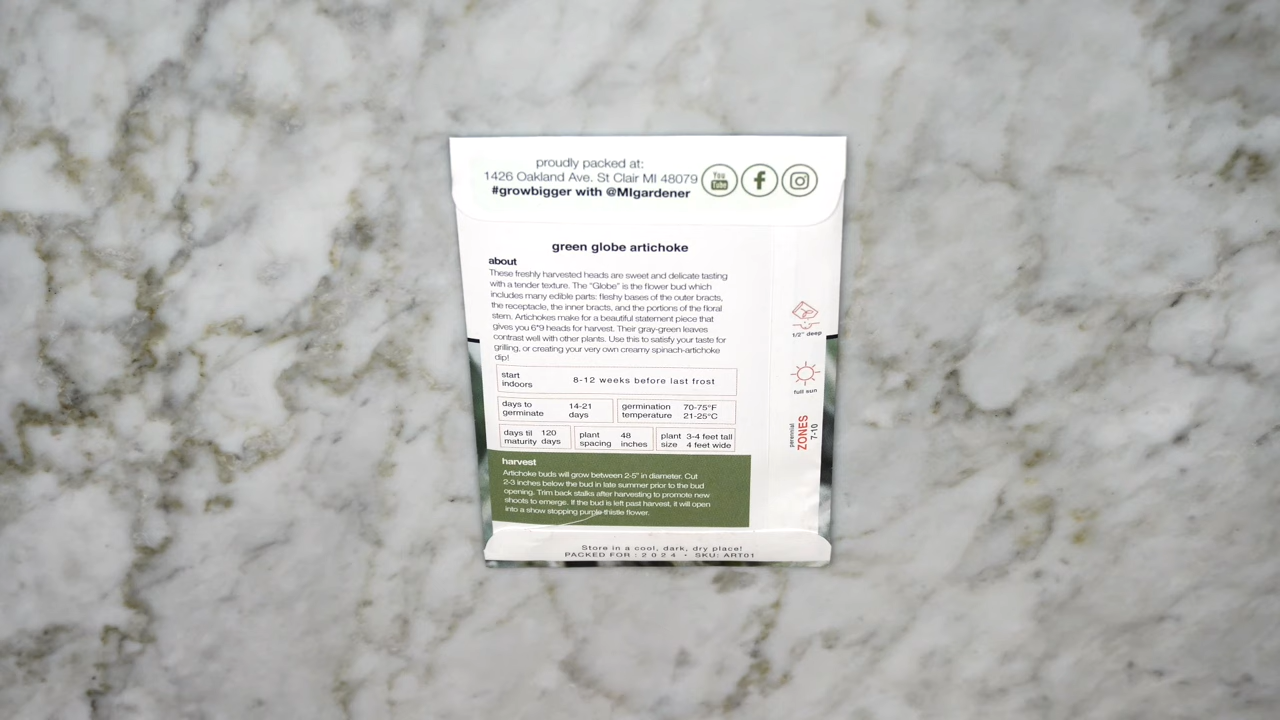 proudly packed at:
1426 Oakland Ave. St Clair MI 48079
#growbigger with @MIgardener
You
Tube
green globe artichoke
about
These freshly harvested heads are sweet and delicate tasting
with a tender texture. The "Globe" is the flower bud which
includes many edible parts: fleshy bases of the outer bracts,
the receptacle, the inner bracts, and the portions of the floral
stem. Artichokes make for a beautiful statement piece that
gives you 6*9 heads for harvest. Their gray-green leaves
contrast well with other plants. Use this to satisfy your taste for
grilling, or creating your very own creamy spinach-artichoke
dip!
start
indoors
8-12 weeks before last frost
days to
germinate
14-21
days
germination
temperature
70-75°F
21-25°C
days til
maturity
120
days
plant
spacing
48
inches
plant
size
3-4 feet tall
4 feet wide
harvest
Artichoke buds will grow between 2-5" in diameter. Cut
2-3 inches below the bud in late summer prior to the bud
opening. Trim back stalks after harvesting to promote new
shoots to emerge. If the bud is left past harvest, it will open
into a show stopping purple thistle flower.
1/2" deep
full sun
perennial
ZONES
7-10
Store in a cool, dark, dry place!
PACKED FOR : 2 0 2 4 • SKU: ART01